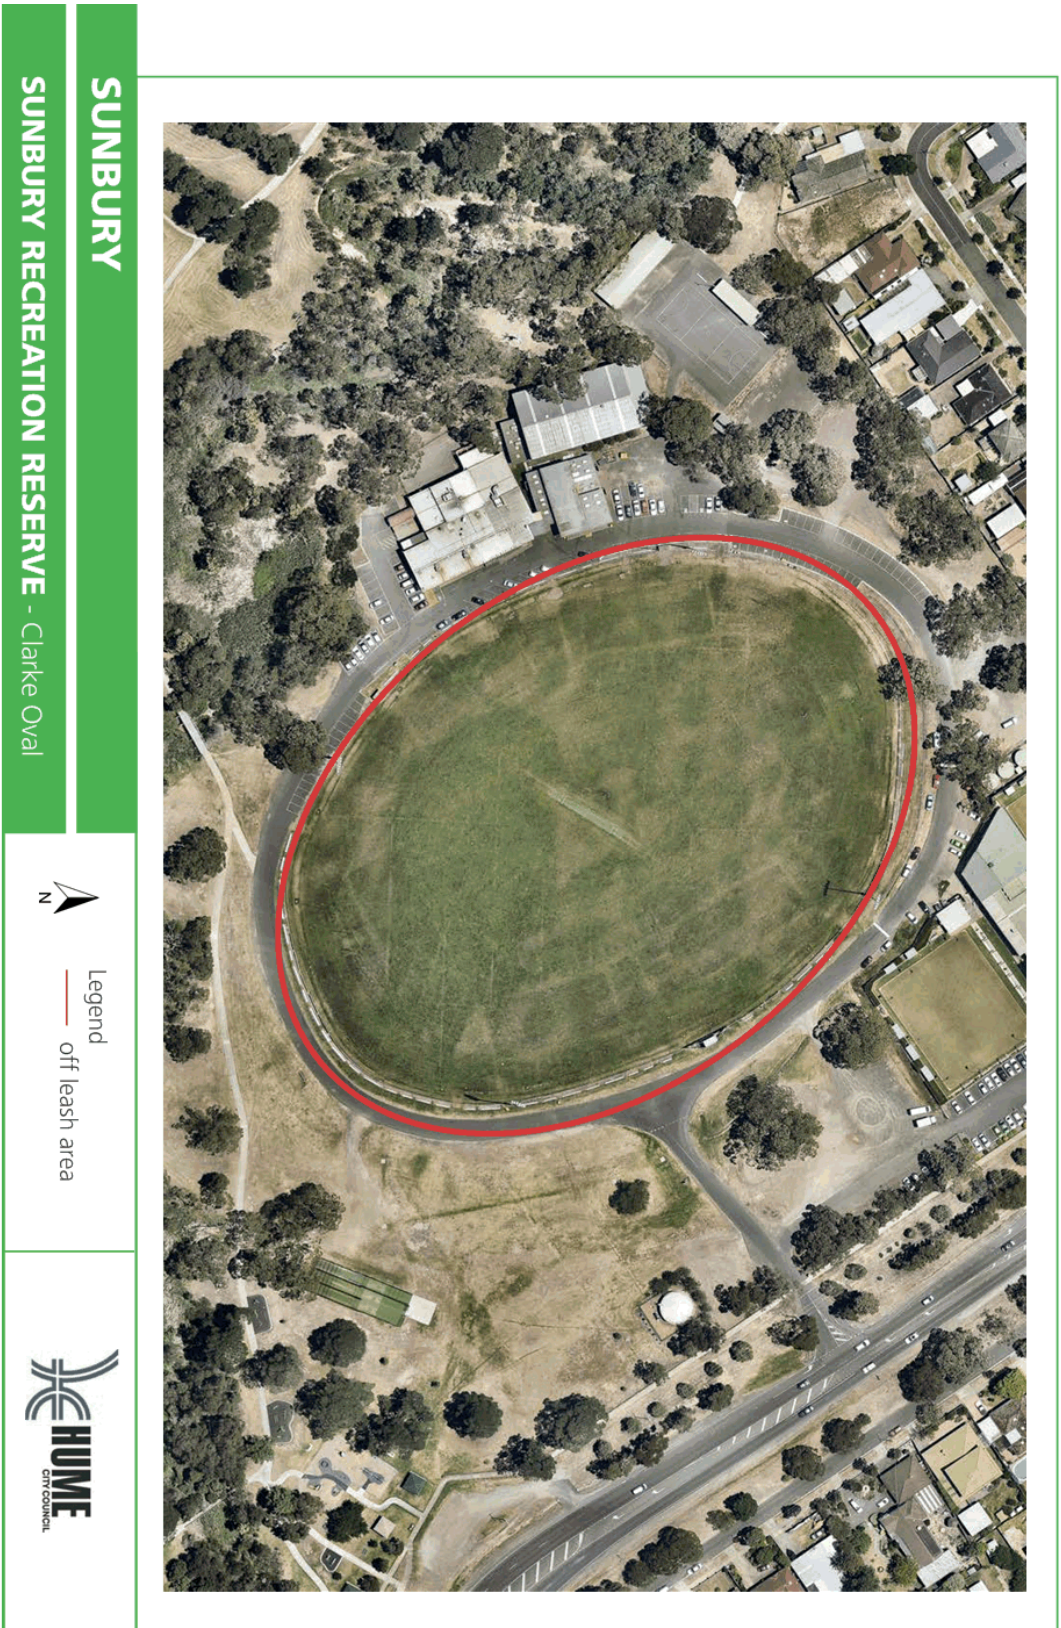 SUNBURY
SUNBURY RECREATION RESERVE - Clarke Oval
N
Legend
off leash area
HUME
CITY COUNCIL